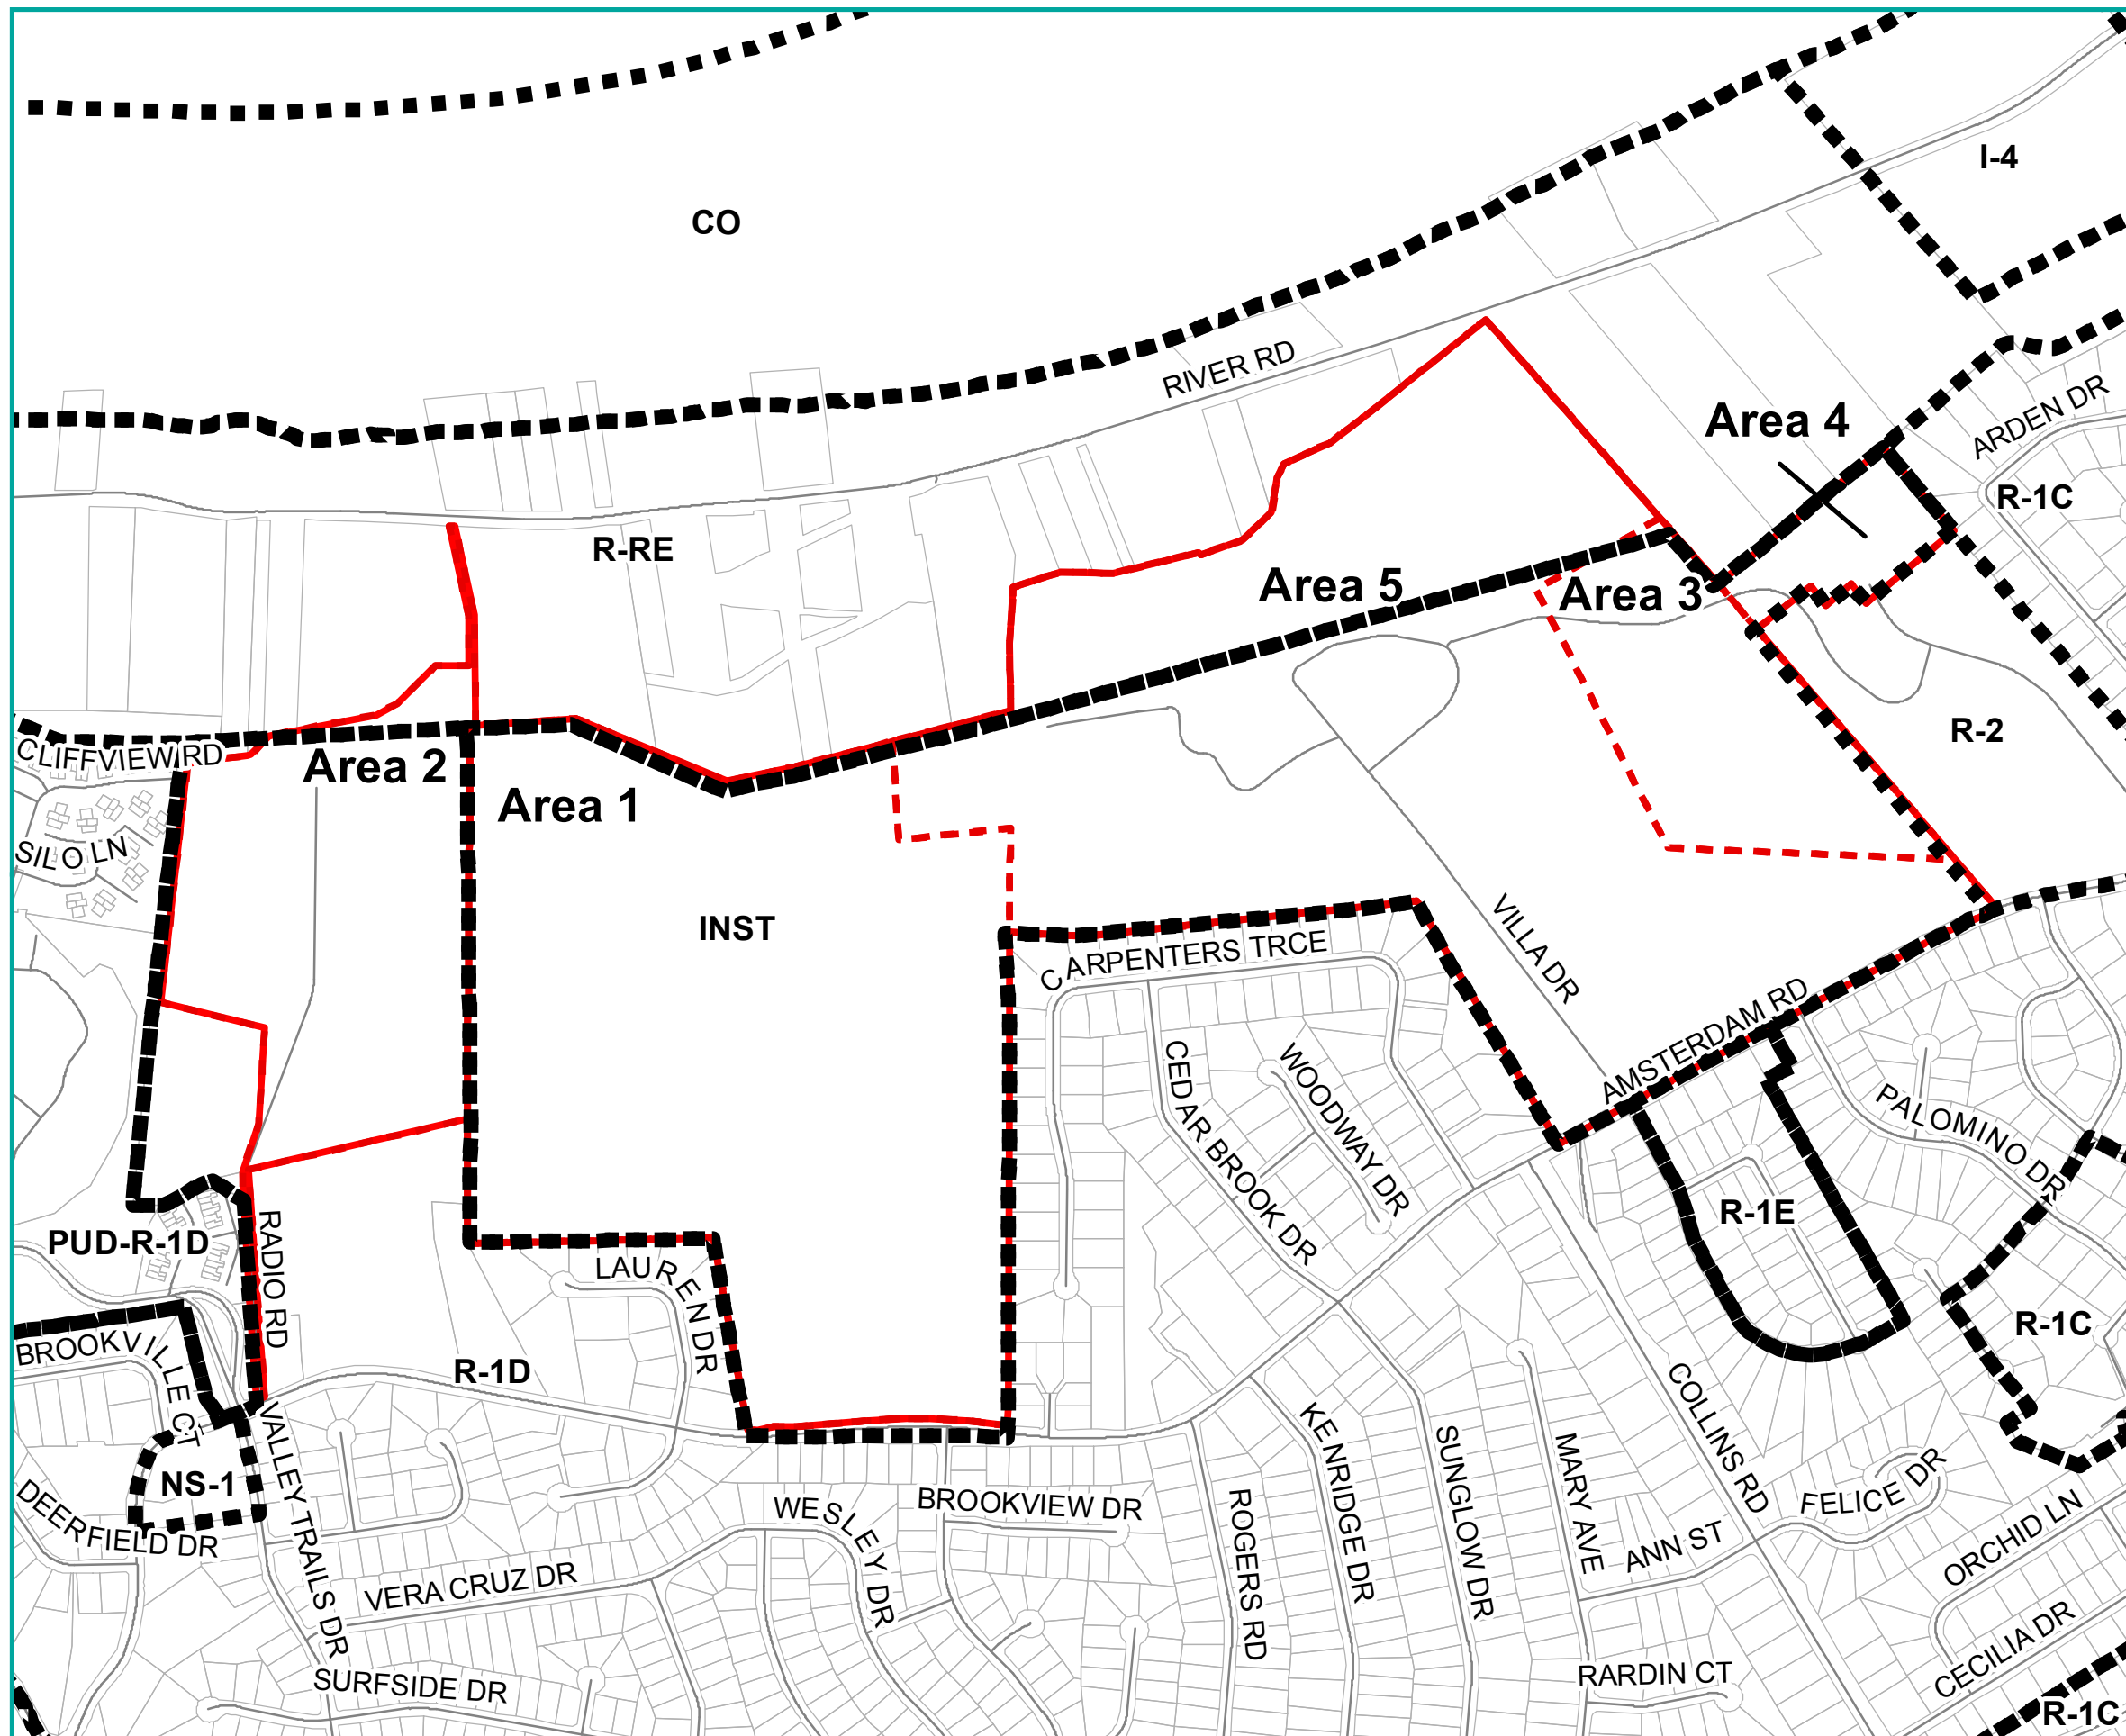 I-4
CO
RIVER RD
ARDEN DR
Area 4
R-1C
R-RE
Area 5
Area 3
R-2
CLIFFVIEW RD
Area 2
Area 1
SILO LN
INST
CARPENTERS TRCE
VILLA DR
AMSTERDAM RD
CEDAR BROOK DR
WOODWAY DR
PALOMINO DR
R-1E
PUD-R-1D
RADIO RD
LAUREN DR
R-1C
BROOKVILLE CT
R-1D
COLLINS RD
VALLEY TRAILS DR
KENRIDGE DR
SUNGLOW DR
MARY AVE
NS-1
DEERFIELD DR
WESLEY DR
BROOKVIEW DR
ROGERS RD
FELICE DR
ANN ST
ORCHID LN
VERA CRUZ DR
CECILIA DR
SURFSIDE DR
RARDIN CT
R-1C